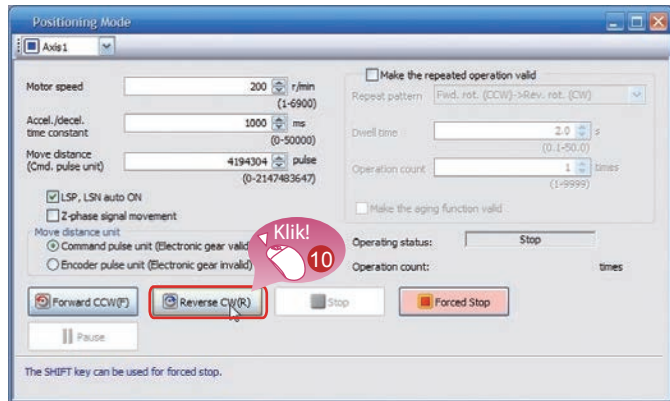 Positioning Mode
Axis1
Motor speed 200 r/min
(1-6900)
Accel./decel.
time constant 1000 ms
(0-50000)
Move distance
(Cmd. pulse unit) 4194304 pulse
(0-2147483647)
LSP, LSN auto ON
Z-phase signal movement
Move distance unit
Command pulse unit (Electronic gear valid)
Encoder pulse unit (Electronic gear invalid)
Make the repeated operation valid
Repeat pattern Fwd. rot. (CCW)->Rev. rot. (CW)
Dwell time 2.0 s
(0.1-50.0)
Operation count 1 times
(1-9999)
Make the aging function valid
Klik!
10
Operating status: Stop
Operation count: times
Forward CCW(F) Reverse CW(R) Stop Forced Stop
Pause
The SHIFT key can be used for forced stop.